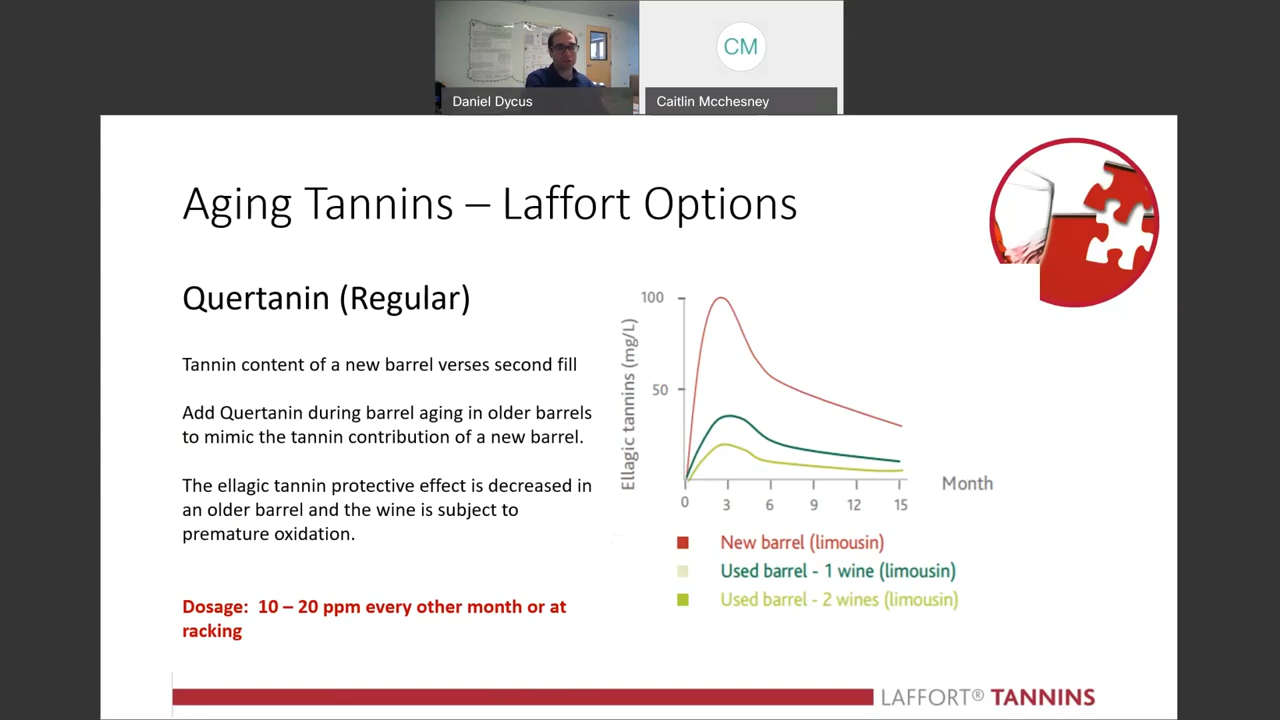 CM
Daniel Dycus
Caitlin Mcchesney
Aging Tannins – Laffort Options
Quertanin (Regular)
Tannin content of a new barrel verses second fill
Add Quertanin during barrel aging in older barrels
to mimic the tannin contribution of a new barrel.
The ellagic tannin protective effect is decreased in
an older barrel and the wine is subject to
premature oxidation.
Dosage: 10 – 20 ppm every other month or at
racking
Ellagic tannins (mg/L)
100
50
0 3 6 9 12 15
Month
New barrel (limousin)
Used barrel - 1 wine (limousin)
Used barrel - 2 wines (limousin)
LAFFORT® TANNINS